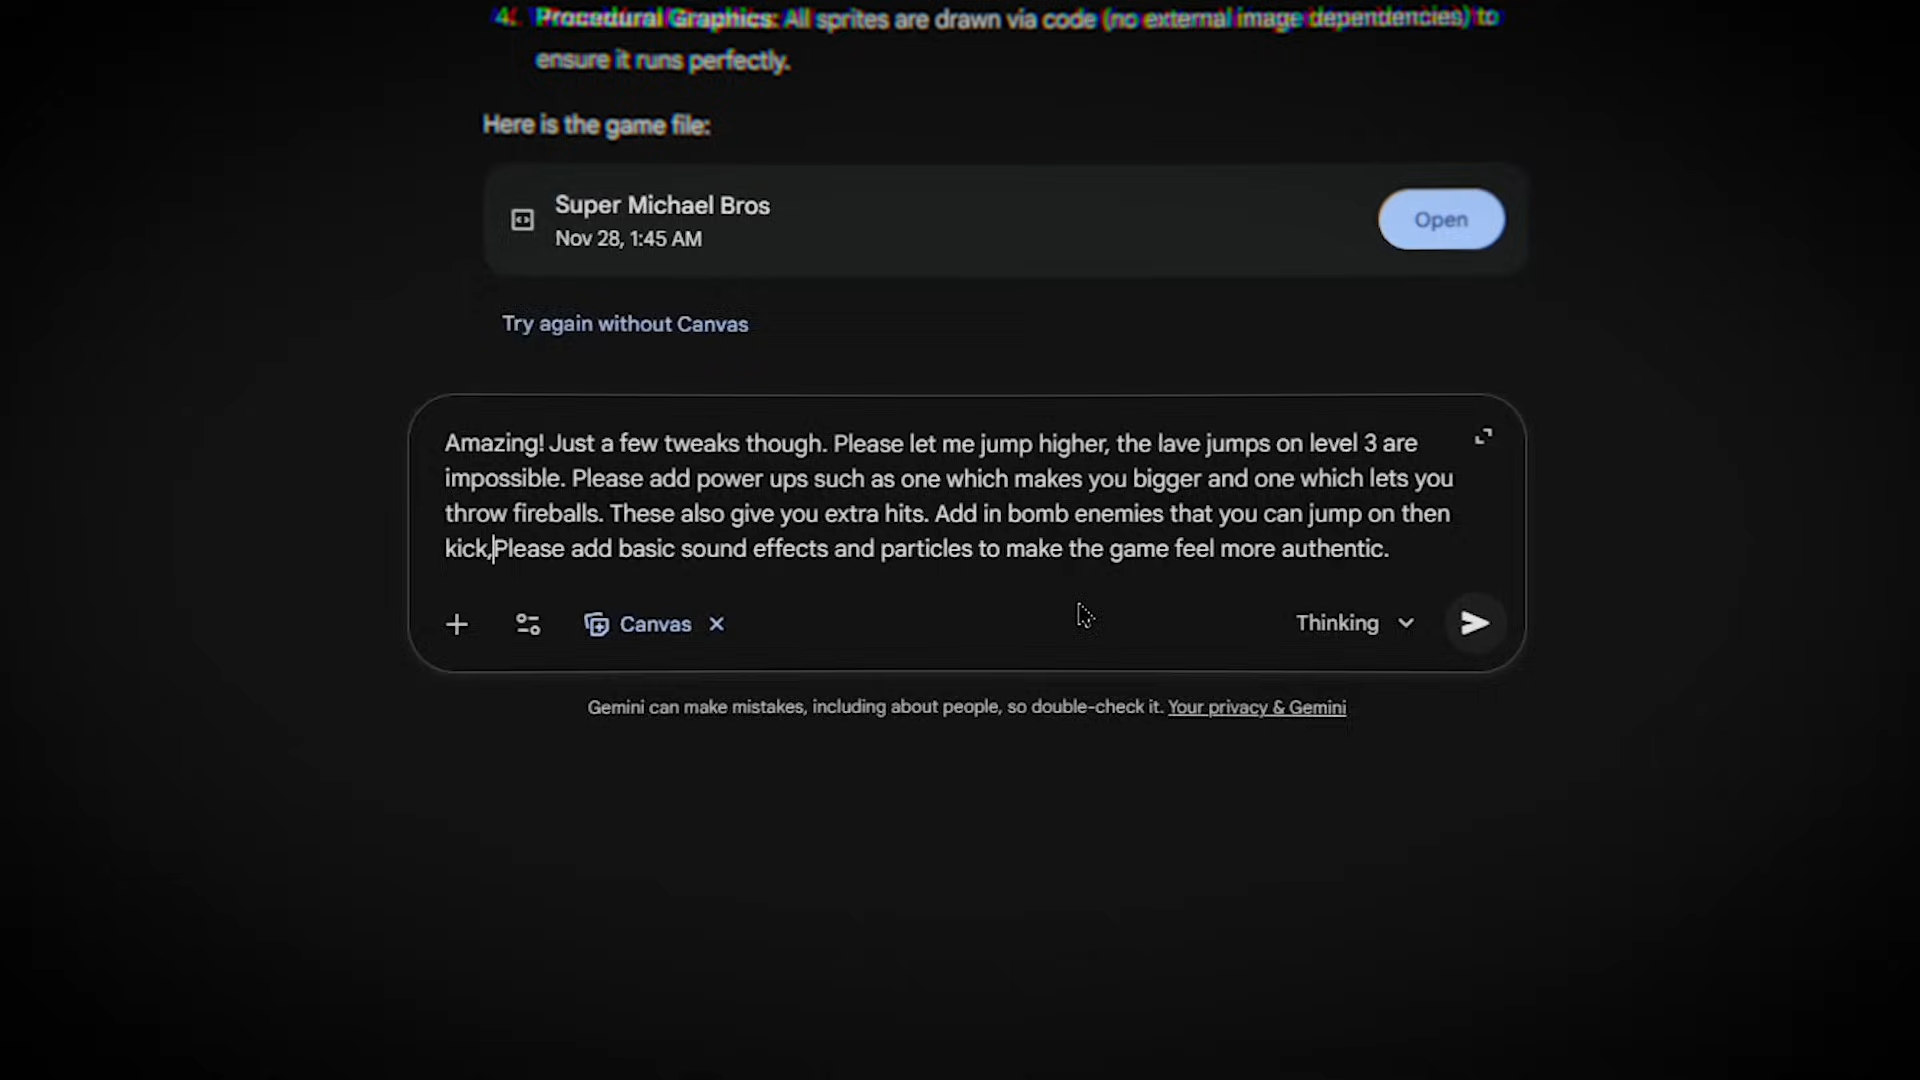 4. Procedural Graphics: All sprites are drawn via code (no external image dependencies) to
ensure it runs perfectly.
Here is the game file:
Super Michael Bros
Nov 28, 1:45 AM
Open
Try again without Canvas
Amazing! Just a few tweaks though. Please let me jump higher, the lave jumps on level 3 are
impossible. Please add power ups such as one which makes you bigger and one which lets you
throw fireballs. These also give you extra hits. Add in bomb enemies that you can jump on then
kick,Please add basic sound effects and particles to make the game feel more authentic.
Canvas
Thinking
Gemini can make mistakes, including about people, so double-check it. Your privacy & Gemini